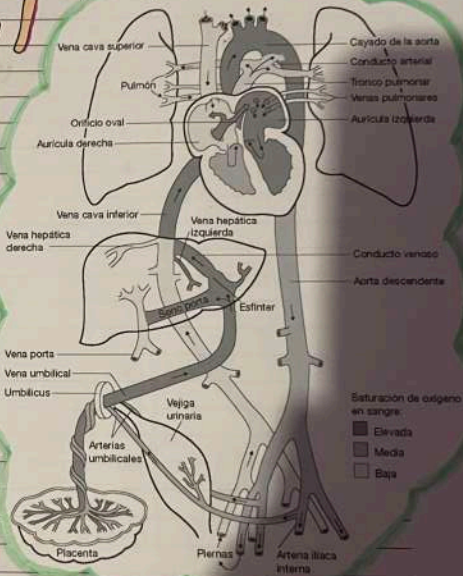 Vena cava superior
Cayado de la aorta
Conducto arterial
Tronco pulmonar
Venas pulmonares
Pulmón
Orificio oval
Aurícula izquierda
Aurícula derecha
Vena cava inferior
Vena hepática
izquierda
Vena hepática
derecha
Conducto venoso
Aorta descendente
Seno porta
Esfínter
Vena porta
Vena umbilical
Umbilicus
Vejiga
urinaria
Saturación de oxígeno
en sangre:
Elevada
Media
Baja
Arterias
umbilicales
Placenta
Piernas
Arteria ilíaca
interna